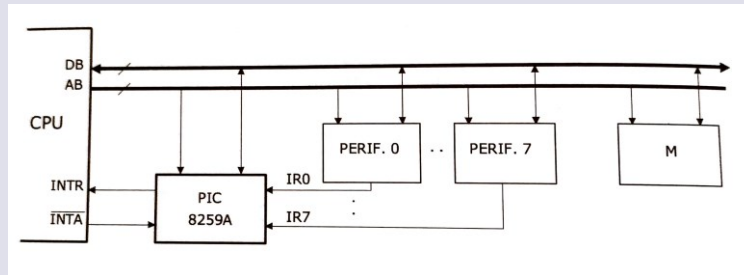 DB
AB
CPU
PERIF. 0
..
PERIF. 7
M
INTR
PIC
8259A
IR0
:
INTA
IR7